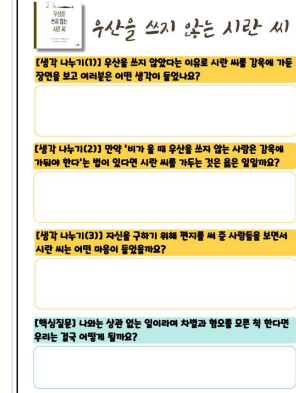 우산을
쓰지 않는
시란 씨
우산을 쓰지 않는 시란 씨
[생각 나누기(1)] 우산을 쓰지 않았다는 이유로 시란 씨를 감옥에 가둔
장면을 보고 여러분은 어떤 생각이 들었나요?
[생각 나누기(2)] 만약 '비가 올 때 우산을 쓰지 않는 사람은 감옥에
가둬야 한다'는 법이 있다면 시란 씨를 가두는 것은 옳은 일일까요?
[생각 나누기(3)] 자신을 구하기 위해 편지를 써 준 사람들을 보면서
시란 씨는 어떤 마음이 들었을까요?
[핵심질문] 나와는 상관 없는 일이라며 차별과 혐오를 모른 척 한다면
우리는 결국 어떻게 될까요?